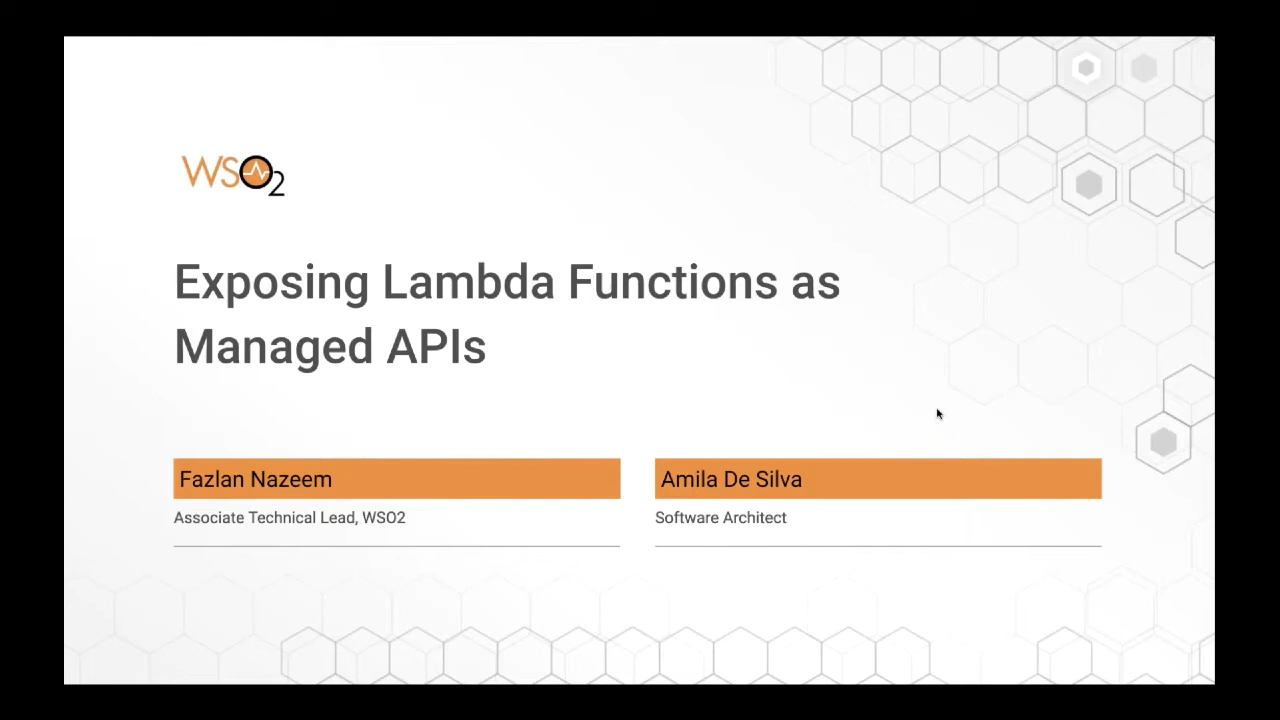 WSO2
Exposing Lambda Functions as
Managed APIs
Fazlan Nazeem
Amila De Silva
Associate Technical Lead, WSO2
Software Architect